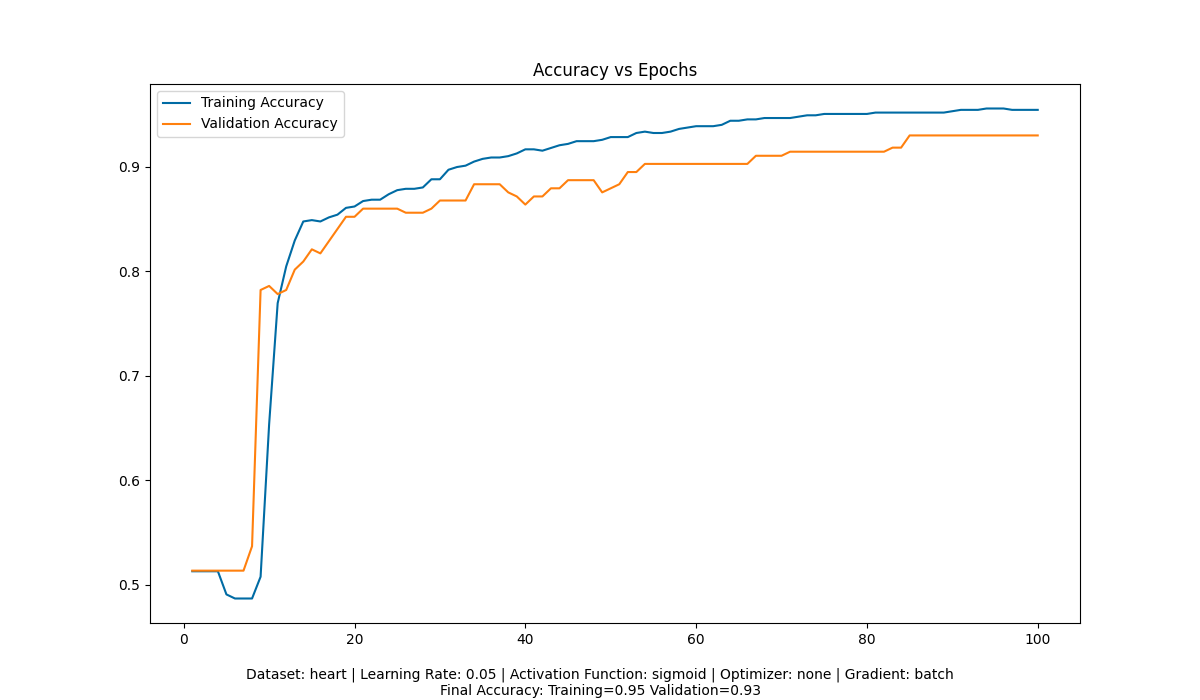 Accuracy vs Epochs
Training Accuracy
Validation Accuracy
0.9
0.8
0.7
0.6
0.5
0 20 40 60 80 100
Dataset: heart | Learning Rate: 0.05 | Activation Function: sigmoid | Optimizer: none | Gradient: batch
Final Accuracy: Training=0.95 Validation=0.93